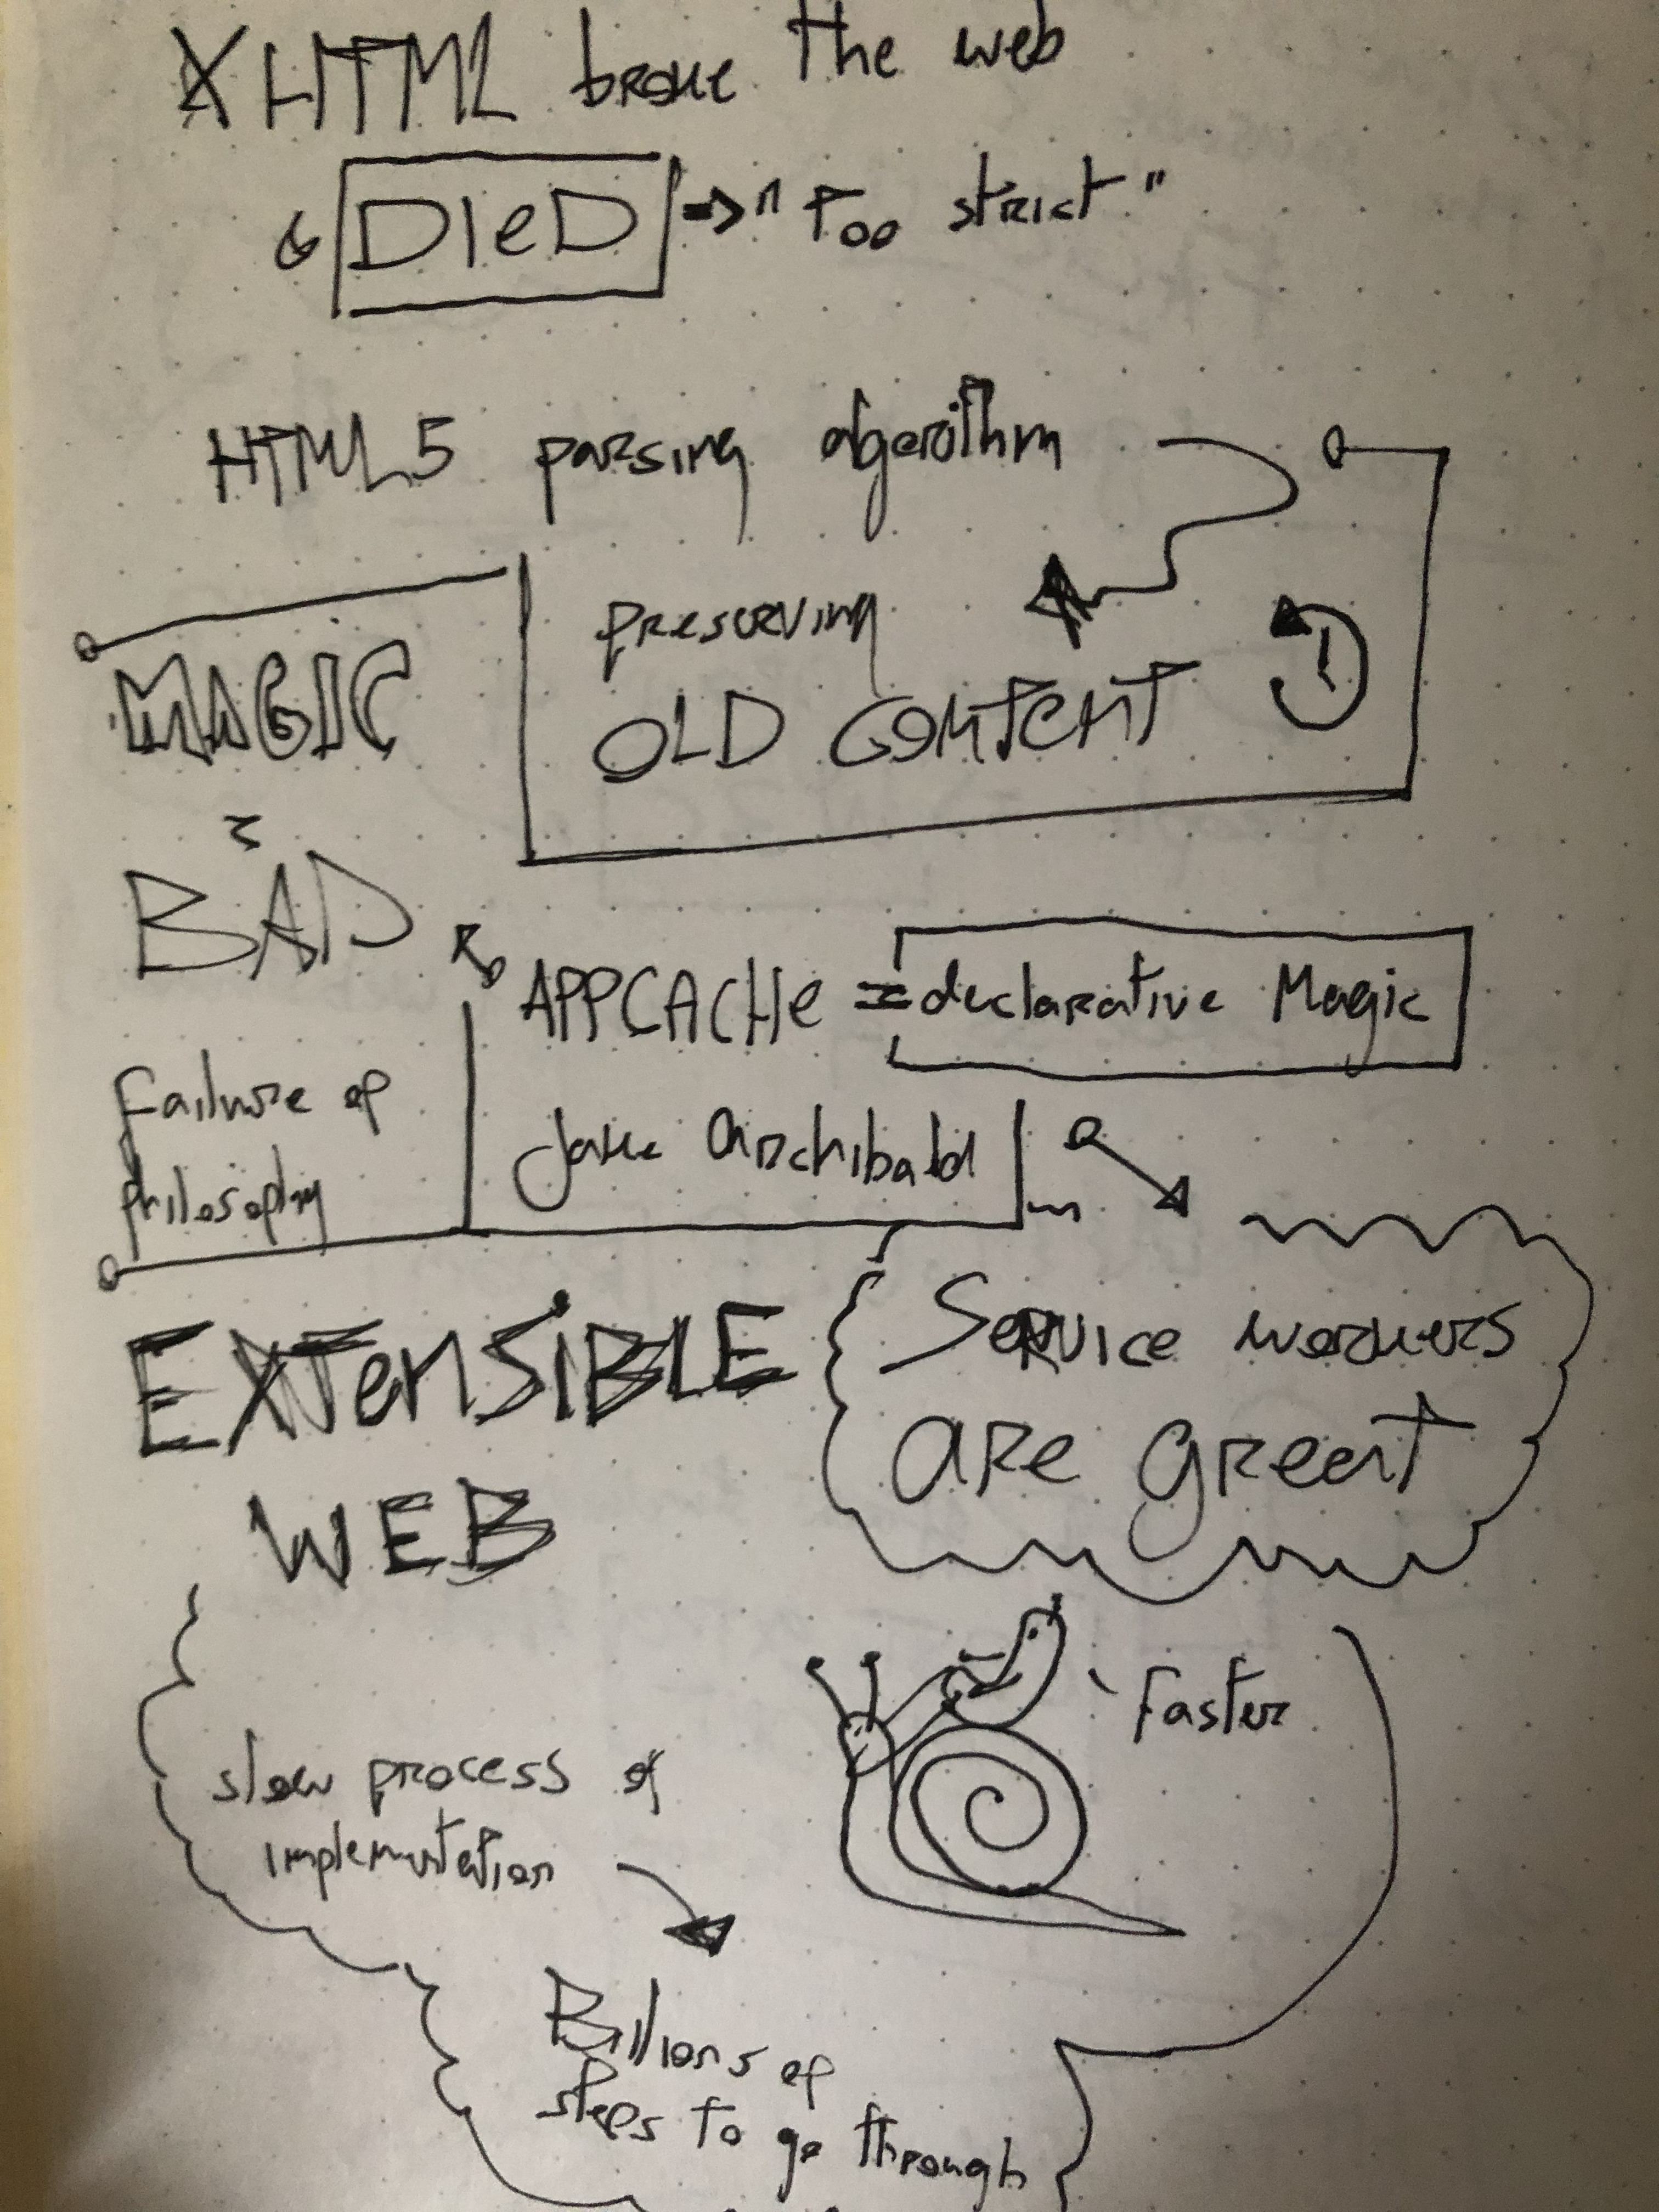 XHTML broke the web
DIeD => "Too strict"
HTML5 parsing algorithm
preserving
OLD CONTENT
MAGIC
BAD
APPCACHe = declarative Magic
Jake Archibald
Failure of
philosophy
EXTenSiBLE
WEB
Service workers
are great
Faster
slow process of
implemntation
Billions of
steps to go through